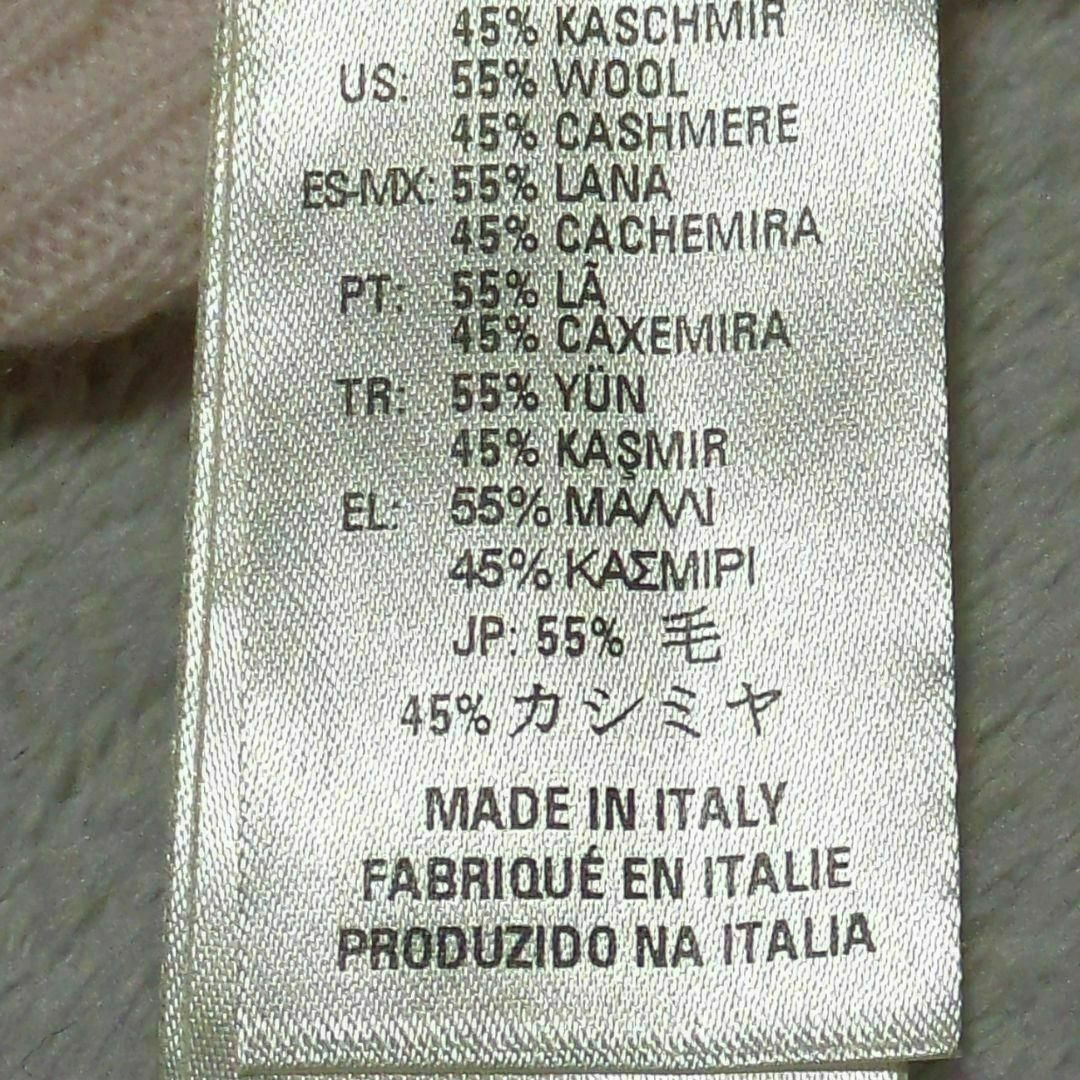 45% KASCHMIR
US: 55% WOOL
45% CASHMERE
ES-MX: 55% LANA
45% CACHEMIRA
PT: 55% LÃ
45% CAXEMIRA
TR: 55% YÜN
45% KAŞMIR
EL: 55% ΜΑΛΛΙ
45% ΚΑΣΜΙΡΙ
JP: 55% 毛
45% カシミヤ
MADE IN ITALY
FABRIQUÉ EN ITALIE
PRODUZIDO NA ITALIA